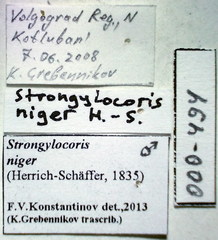 Volgograd Reg., N
Kotluban'
7.06.2008
K. Grebennikov
Strongylocoris
niger H.-S.
Strongylocoris ♂
niger
(Herrich-Schäffer, 1835)
F.V.Konstantinov det.,2013
(K.Grebennikov trascrib.)
000-494